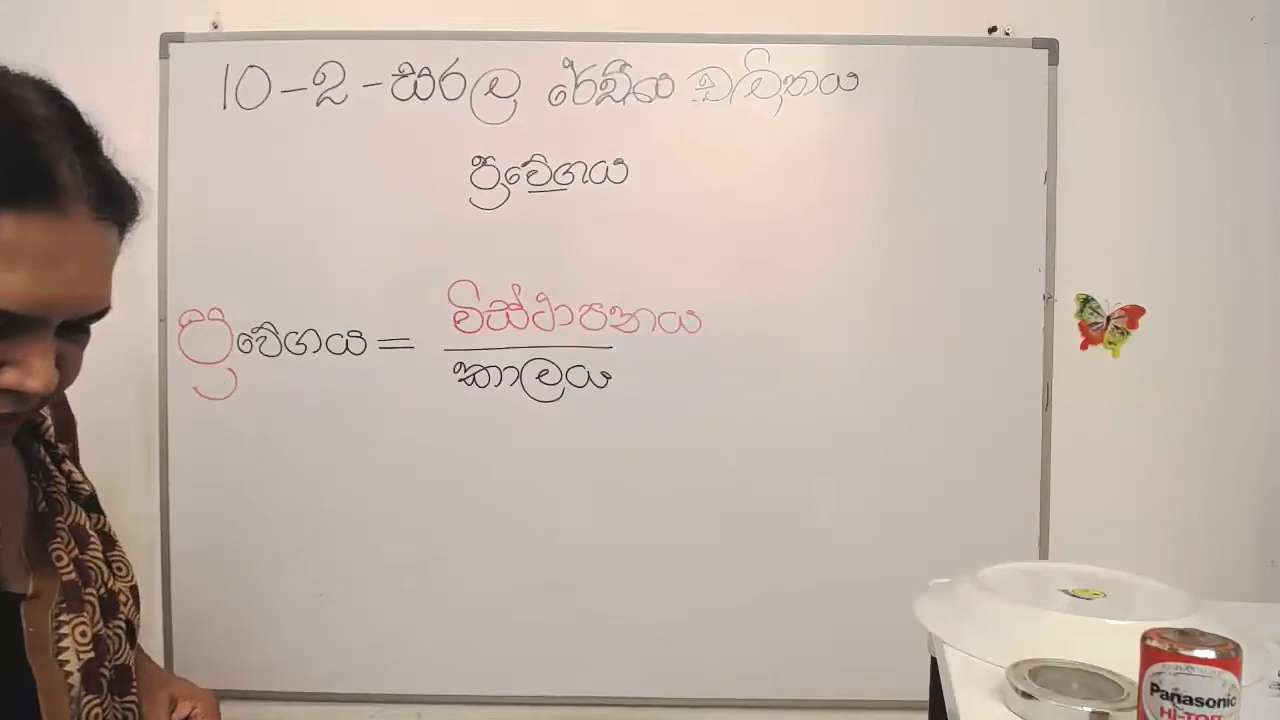 10-2-සරල රේඛීය චලිතය
ප්‍රවේගය
විස්ථාපනය
ප්‍රවේගය =
කාලය
Panasonic
HI-TOP